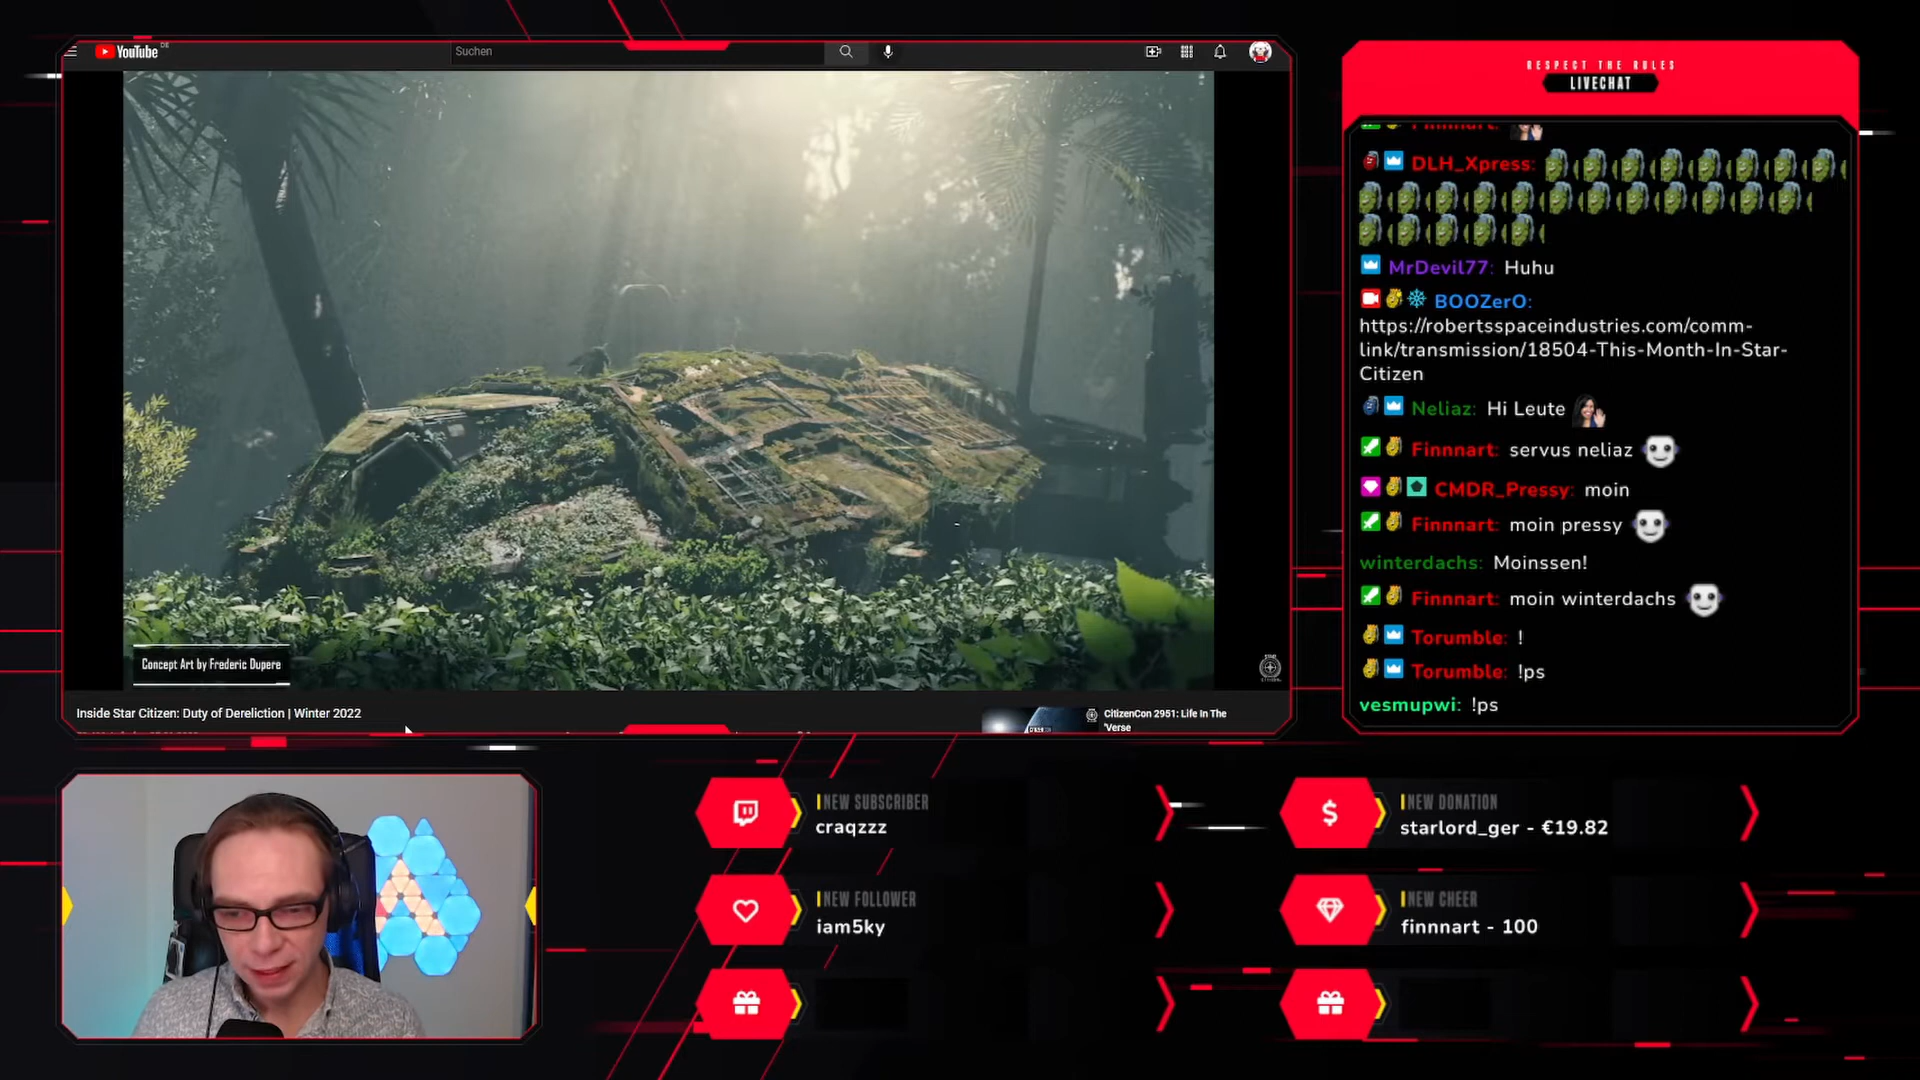 YouTube DE
Suchen
Concept Art by Frederic Dupere
Inside Star Citizen: Duty of Dereliction | Winter 2022
CitizenCon 2951: Life In The
'Verse
RESPECT THE RULES
LIVECHAT
Finnnart:
DLH_Xpress:
MrDevil77: Huhu
BOOZerO:
https://robertsspaceindustries.com/comm-
link/transmission/18504-This-Month-In-Star-
Citizen
Neliaz: Hi Leute
Finnnart: servus neliaz
CMDR_Pressy: moin
Finnnart: moin pressy
winterdachs: Moinssen!
Finnnart: moin winterdachs
Torumble: !
Torumble: !ps
vesmupwi: !ps
NEW SUBSCRIBER
craqzzz
NEW DONATION
starlord_ger - €19.82
NEW FOLLOWER
iam5ky
NEW CHEER
finnnart - 100